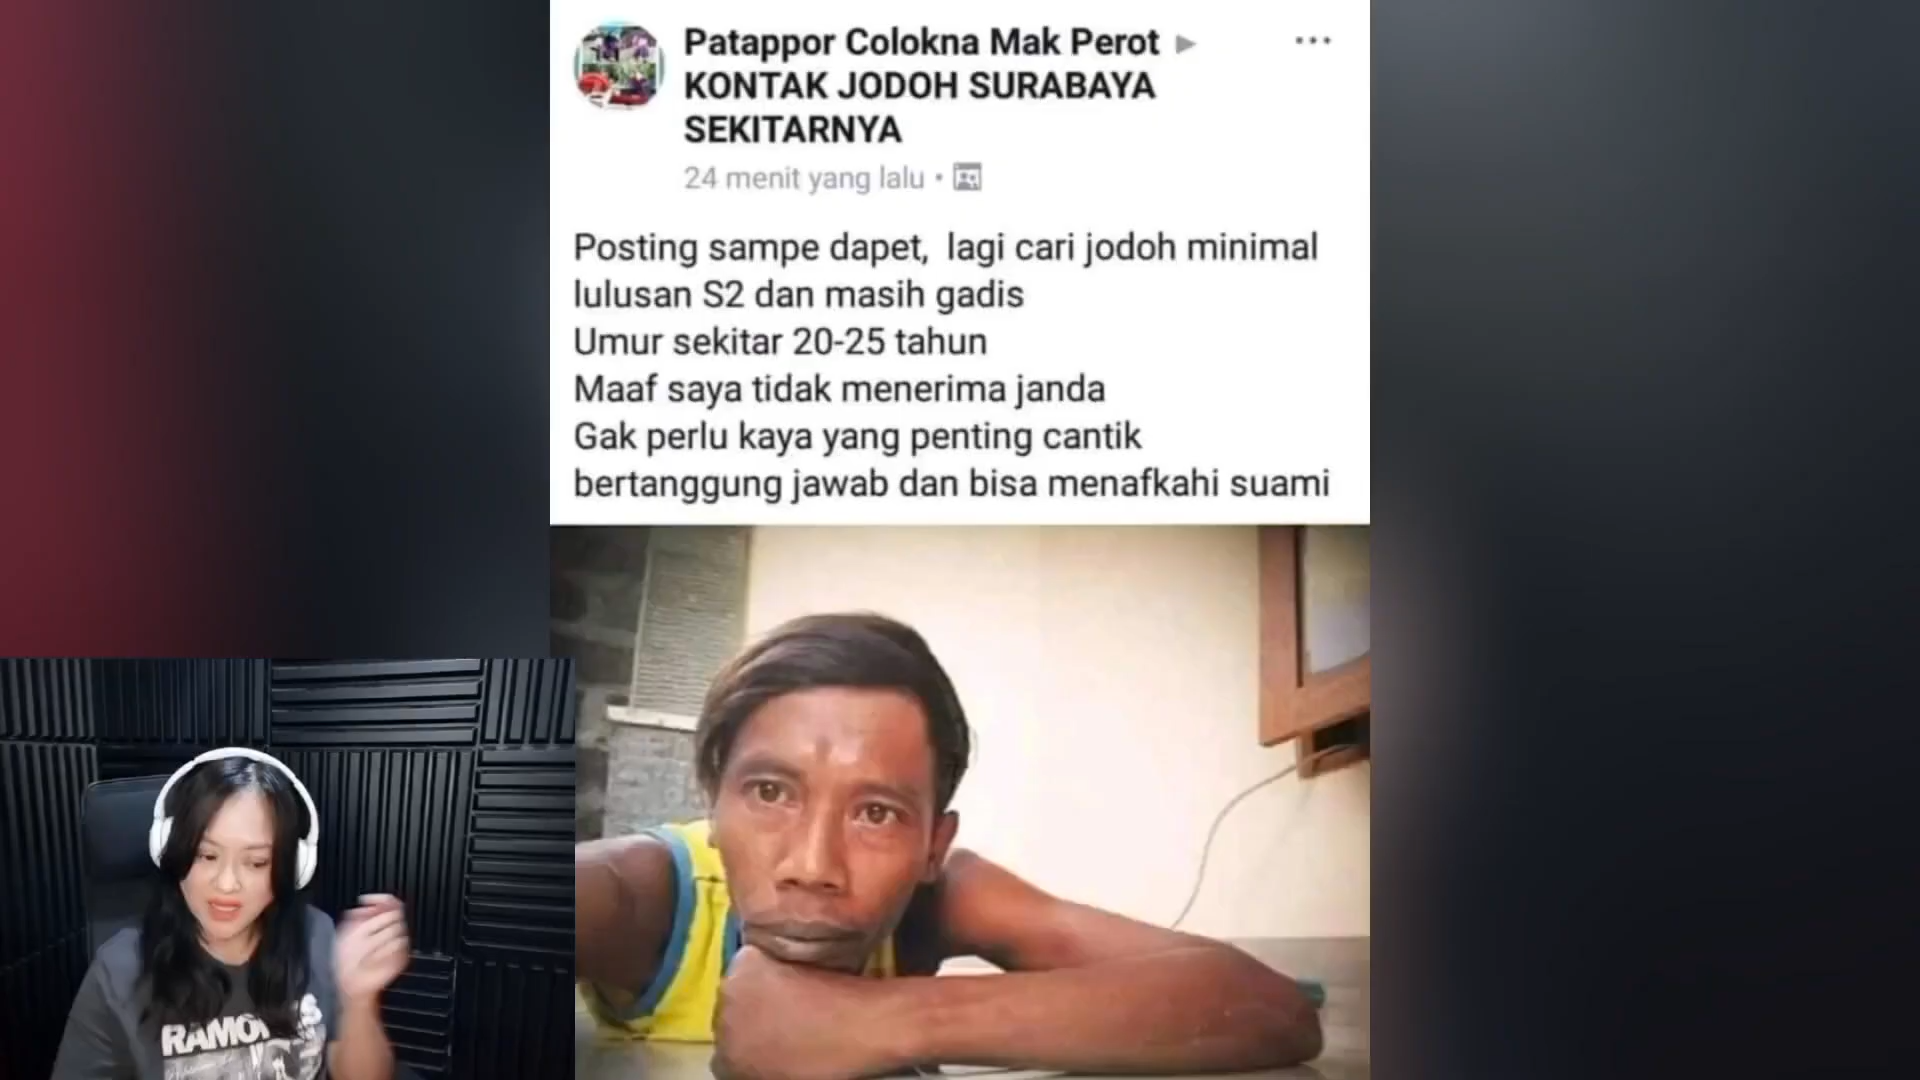 Patappor Colokna Mak Perot ▶
KONTAK JODOH SURABAYA
SEKITARNYA
24 menit yang lalu •
Posting sampe dapet, lagi cari jodoh minimal
lulusan S2 dan masih gadis
Umur sekitar 20-25 tahun
Maaf saya tidak menerima janda
Gak perlu kaya yang penting cantik
bertanggung jawab dan bisa menafkahi suami